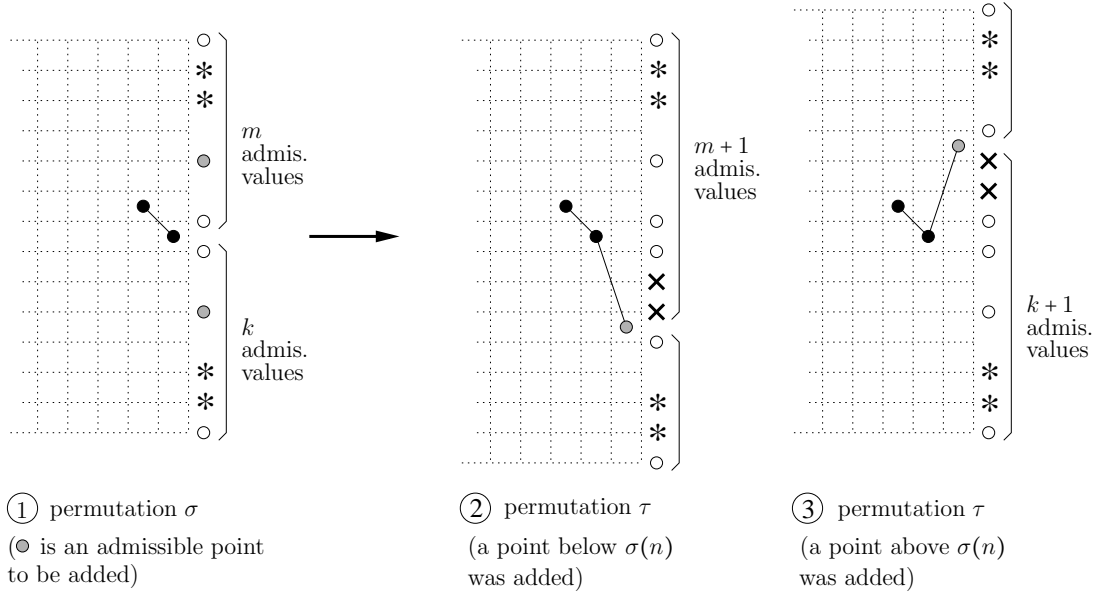 m
admis.
values
k
admis.
values
m + 1
admis.
values
k + 1
admis.
values
① permutation σ
( is an admissible point
to be added)
② permutation τ
(a point below σ(n)
was added)
③ permutation τ
(a point above σ(n)
was added)